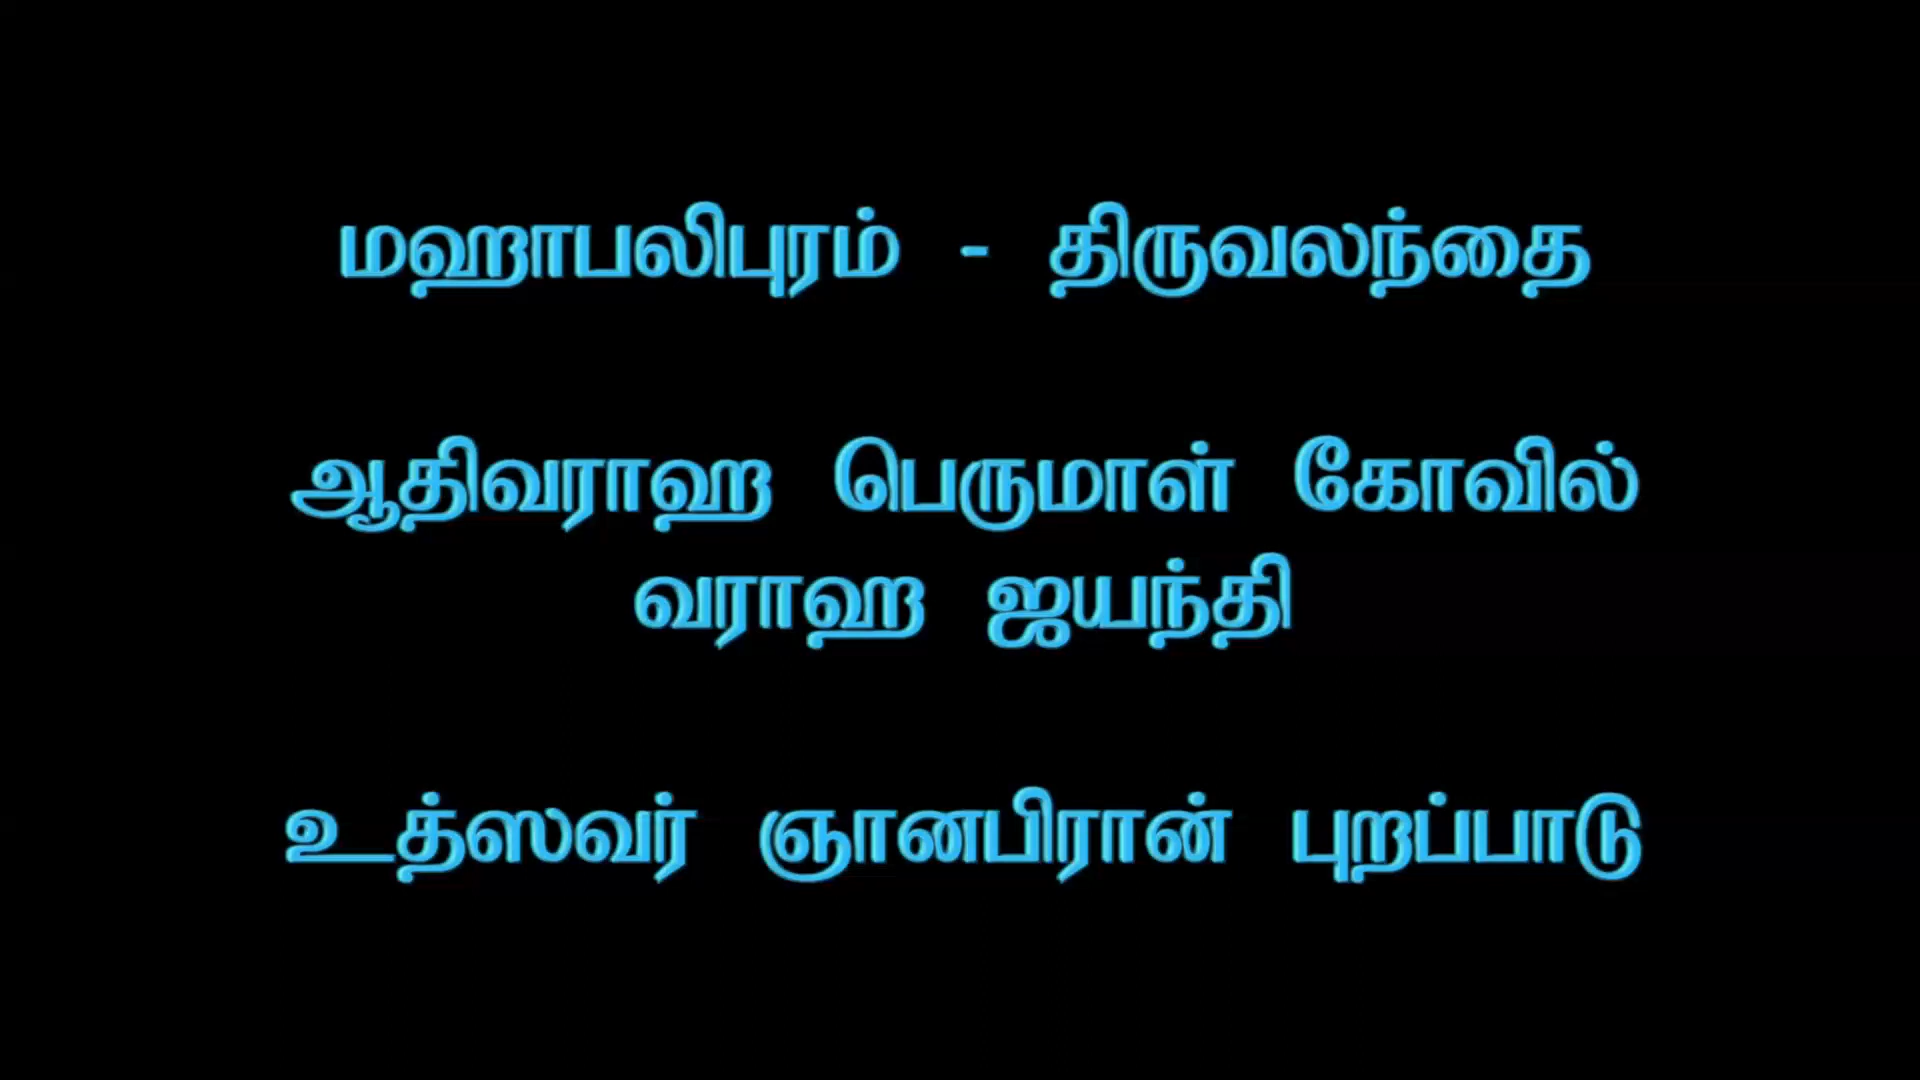 மஹாபலிபுரம் - திருவலந்தை
ஆதிவராஹ பெருமாள் கோவில்
வராஹ ஜயந்தி
உத்ஸவர் ஞானபிரான் புறப்பாடு